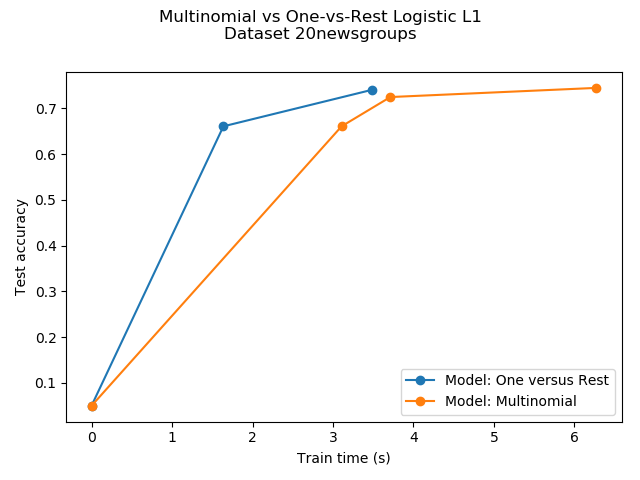 Multinomial vs One-vs-Rest Logistic L1
Dataset 20newsgroups
0.7
0.6
0.5
0.4
0.3
0.2
0.1
Test accuracy
0 1 2 3 4 5 6
Train time (s)
Model: One versus Rest
Model: Multinomial